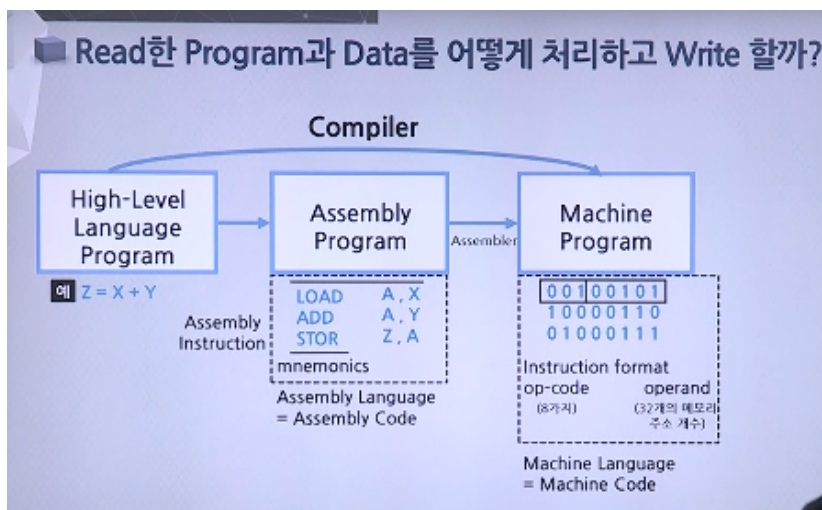 Read한 Program과 Data를 어떻게 처리하고 Write 할까?
Compiler
High-Level
Language
Program
Assembly
Program
Assembler
Machine
Program
예 Z = X + Y
Assembly
Instruction
LOAD A , X
ADD A , Y
STOR Z , A
mnemonics
Assembly Language
= Assembly Code
00100101
10000110
01000111
Instruction format
op-code operand
(8가지) (32개의 메모리
주소 개수)
Machine Language
= Machine Code